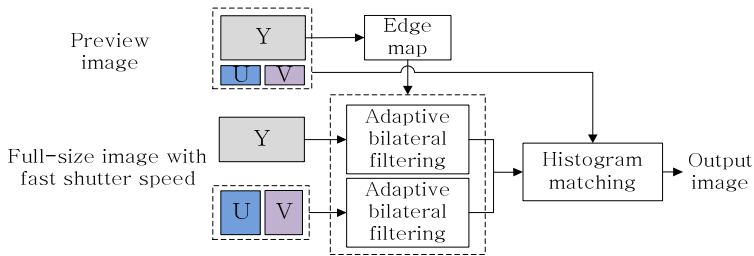 Preview
image
Y
U V
Edge
map
Full-size image with
fast shutter speed
Y
U V
Adaptive
bilateral
filtering
Adaptive
bilateral
filtering
Histogram
matching
Output
image